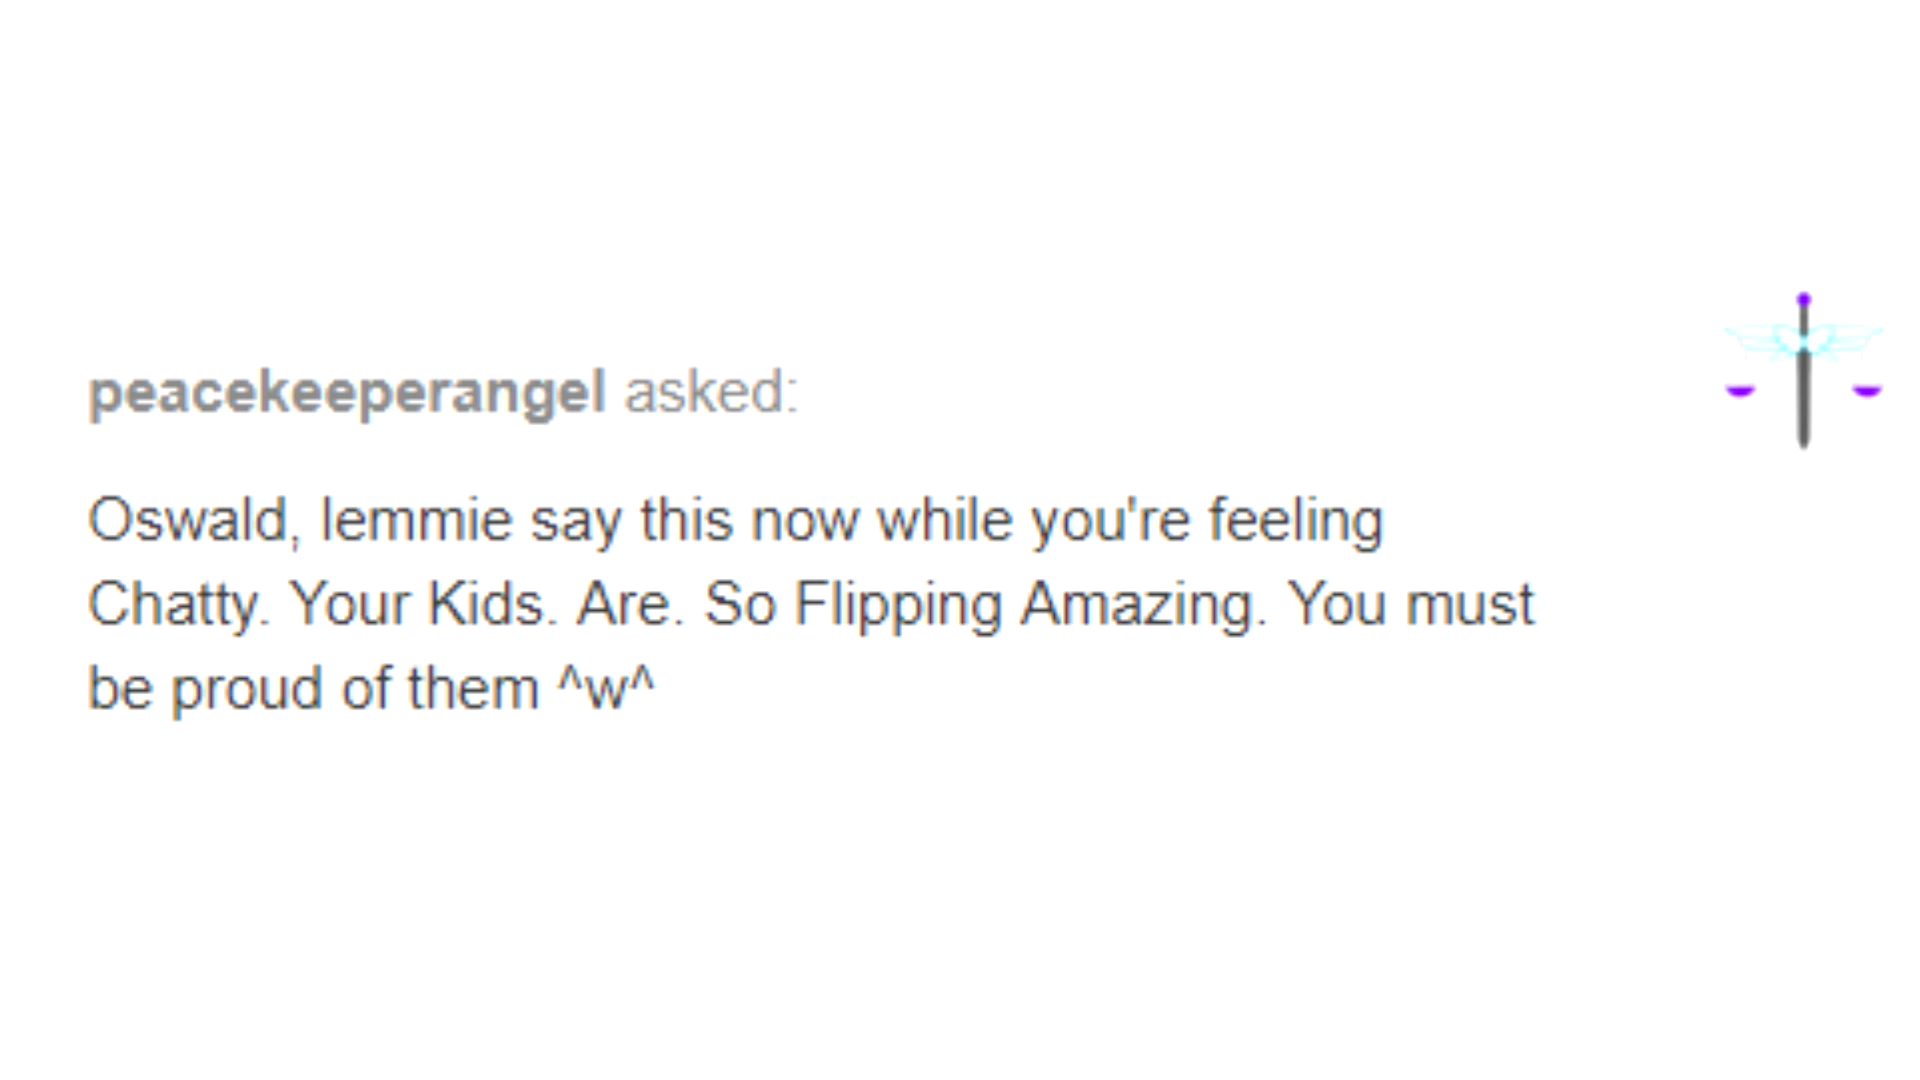 peacekeeperangel asked:
Oswald, lemmie say this now while you're feeling
Chatty. Your Kids. Are. So Flipping Amazing. You must
be proud of them ^w^